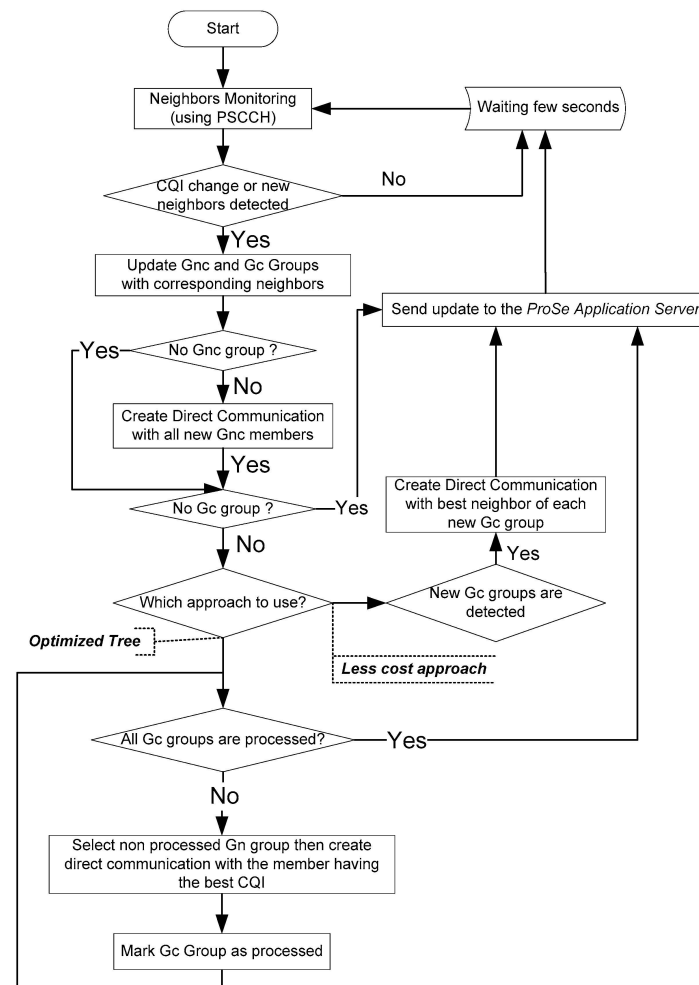 Start
Neighbors Monitoring
(using PSCCH)
Waiting few seconds
CQI change or new
neighbors detected
No
Yes
Update Gnc and Gc Groups
with corresponding neighbors
Send update to the ProSe Application Server
No Gnc group ?
Yes
No
Create Direct Communication
with all new Gnc members
Yes
No Gc group ?
Yes
Create Direct Communication
with best neighbor of each
new Gc group
No
Yes
Which approach to use?
New Gc groups are
detected
Optimized Tree
Less cost approach
All Gc groups are processed?
Yes
No
Select non processed Gn group then create
direct communication with the member having
the best CQI
Mark Gc Group as processed